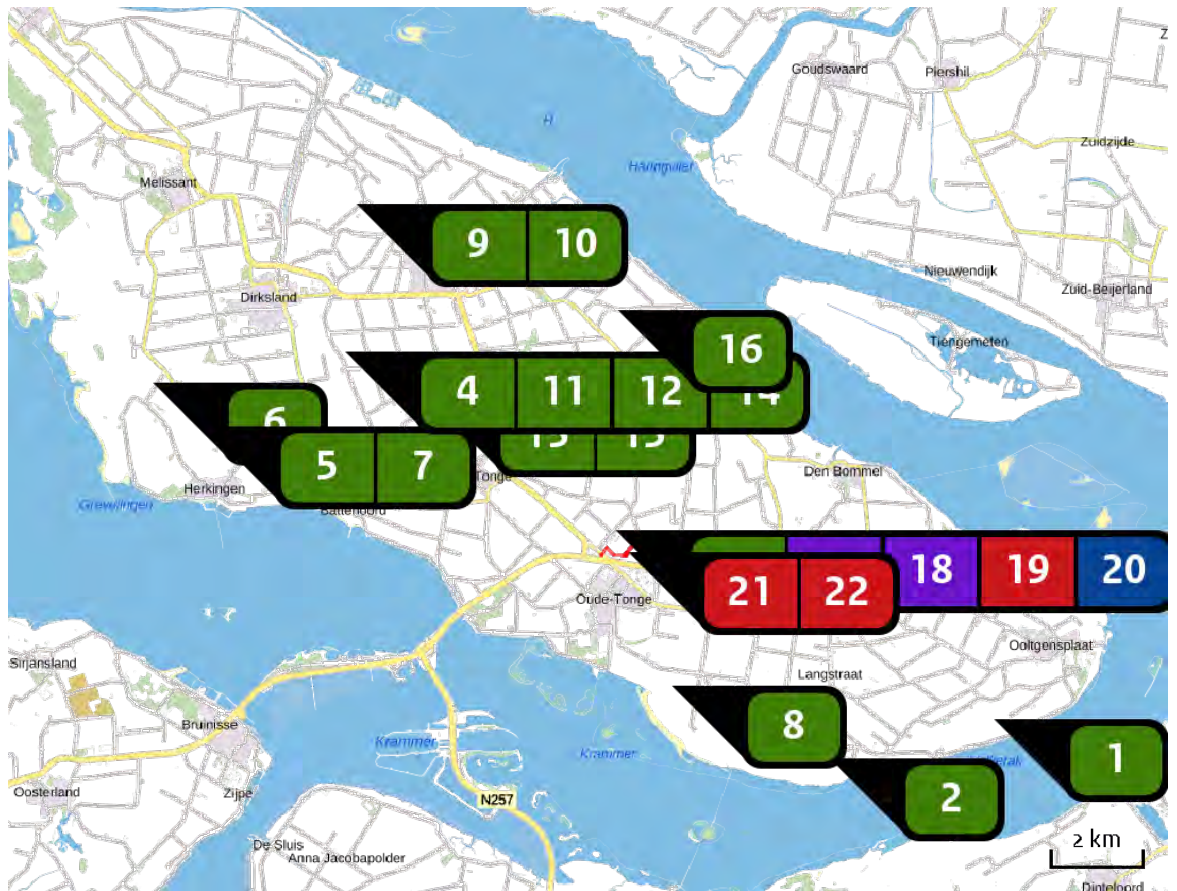 Goudswaard
Piershil
Z
H
Zuidzijde
Haringvliet
Melissant
9 10
Nieuwendijk
Zuid-Beijerland
Dirksland
16
Tiengemeten
4 11 12 14
6
5 7
Den Bommel
Tonge
Herkingen
Grevelingen
Battenoord
18 19 20
21 22
Oude-Tonge
Ooltgensplaat
Sirjansland
Langstraat
8
Bruinisse
Krammer
Krammer
1
2
Oosterland
Zijpe
N257
2 km
De Sluis
Anna Jacobapolder
Dinteloord